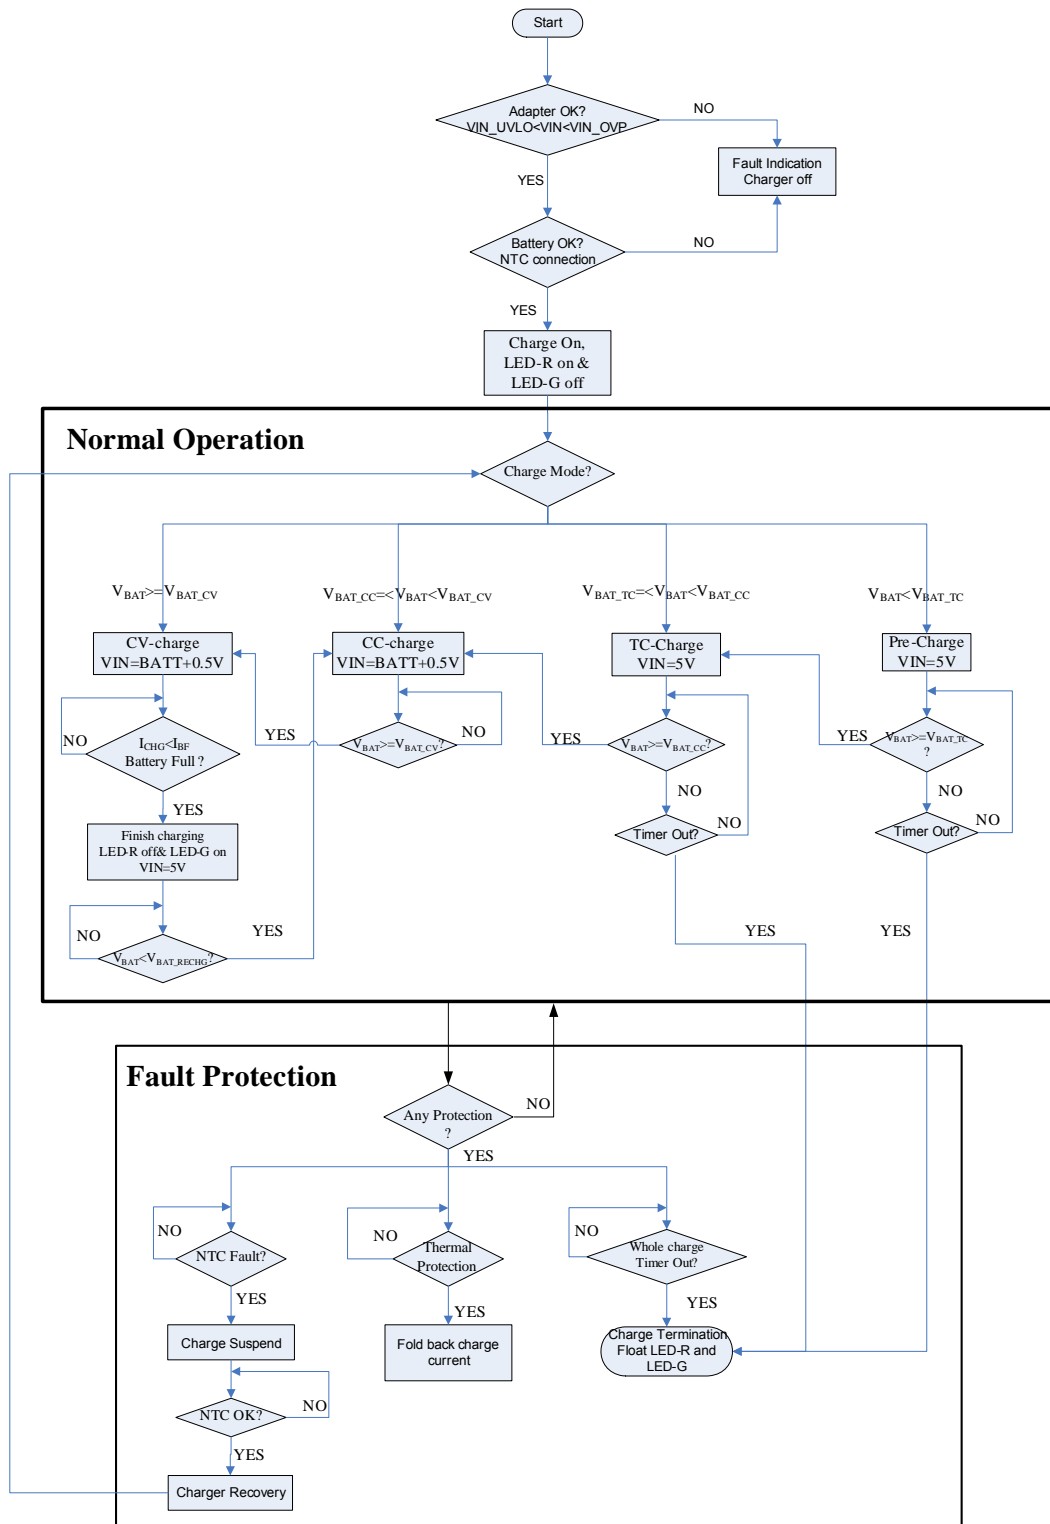 Start
Adapter OK?
VIN_UVLO<VIN<VIN_OVP
NO
Fault Indication
Charger off
YES
Battery OK?
NTC connection
NO
YES
Charge On,
LED-R on &
LED-G off
Normal Operation
Charge Mode?
VBAT>=VBAT_CV
VBAT_CC=<VBAT<VBAT_CV
VBAT_TC=<VBAT<VBAT_CC
VBAT<VBAT_TC
CV-charge
VIN=BATT+0.5V
CC-charge
VIN=BATT+0.5V
TC-Charge
VIN=5V
Pre-Charge
VIN=5V
NO
ICHG<IBF
Battery Full ?
YES
VBAT>=VBAT_CV?
NO
YES
VBAT>=VBAT_CC?
YES
VBAT>=VBAT_TC
?
YES
Finish charging
LED-R off& LED-G on
VIN=5V
NO
Timer Out?
NO
NO
Timer Out?
NO
NO
VBAT<VBAT_RECHG?
YES
YES
YES
Fault Protection
Any Protection
?
NO
YES
NO
NTC Fault?
YES
NO
Thermal
Protection
YES
NO
Whole charge
Timer Out?
YES
Charge Suspend
Fold back charge
current
Charge Termination
Float LED-R and
LED-G
NTC OK?
NO
YES
Charger Recovery